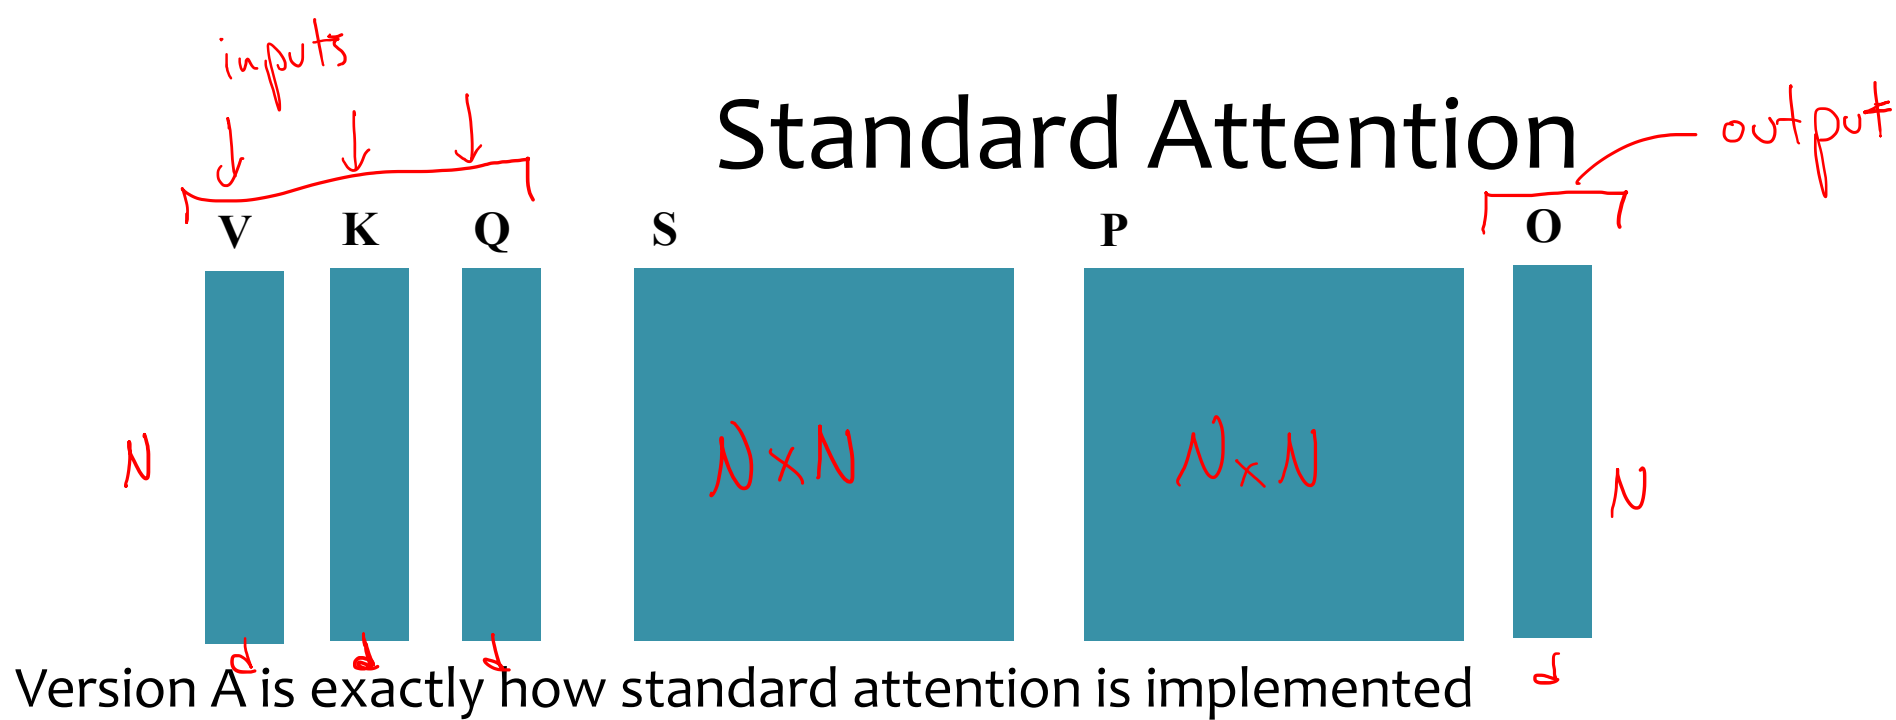 inputs
Standard Attention
output
V K Q S P O
N N×N N×N N
d d d d
Version A is exactly how standard attention is implemented